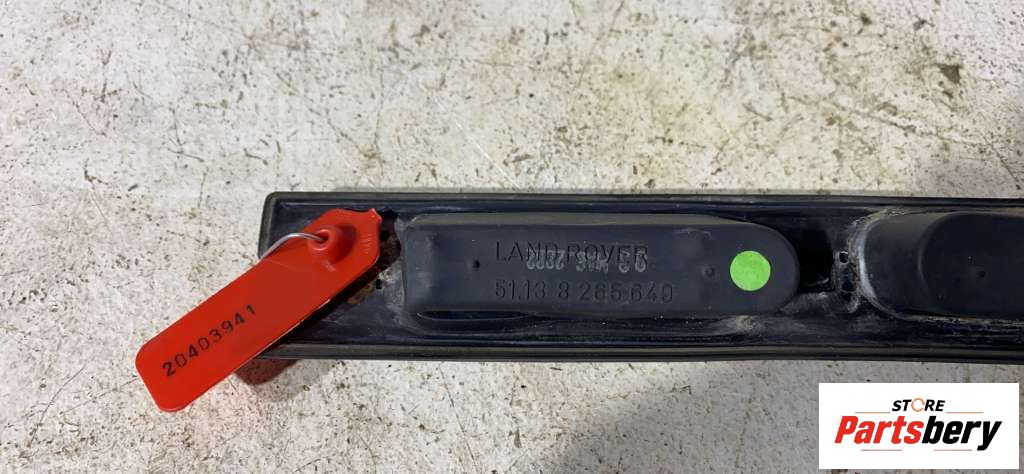 LAND ROVER
51.13 8 265 640
20403941
STORE
Partsbery